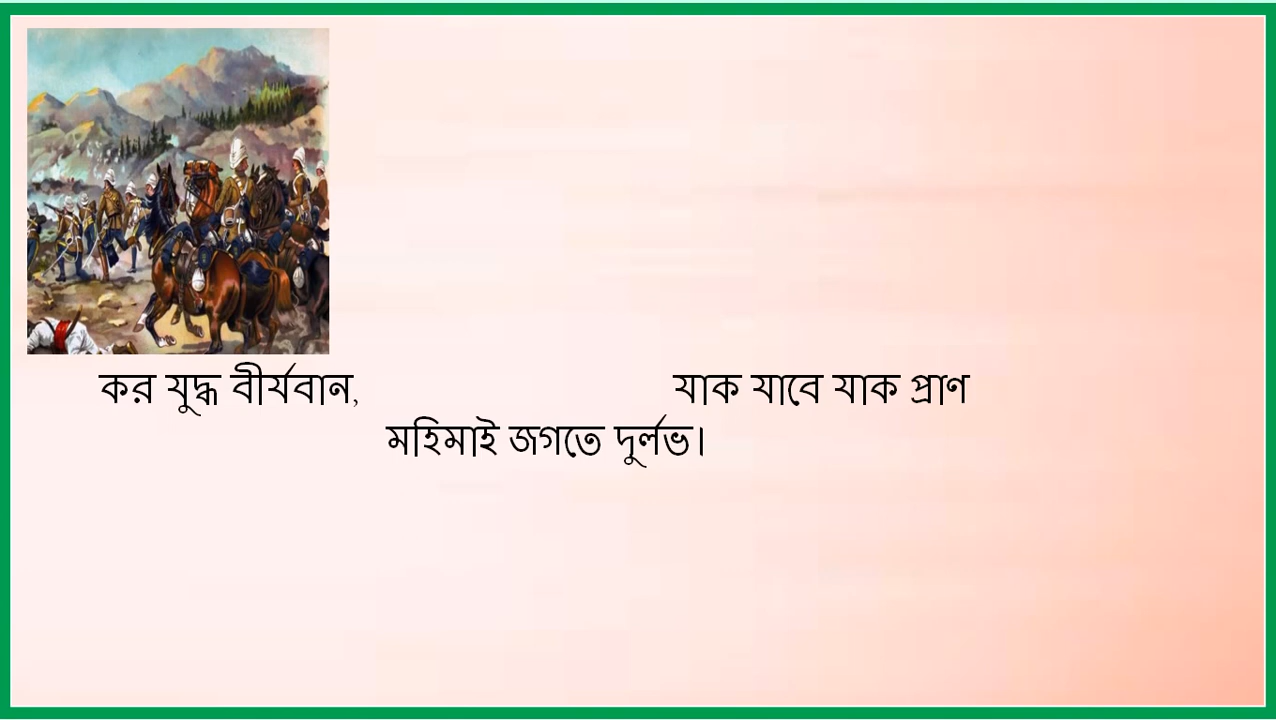 কর যুদ্ধ বীর্যবান, যাক যাবে যাক প্রাণ
মহিমাই জগতে দুর্লভ।